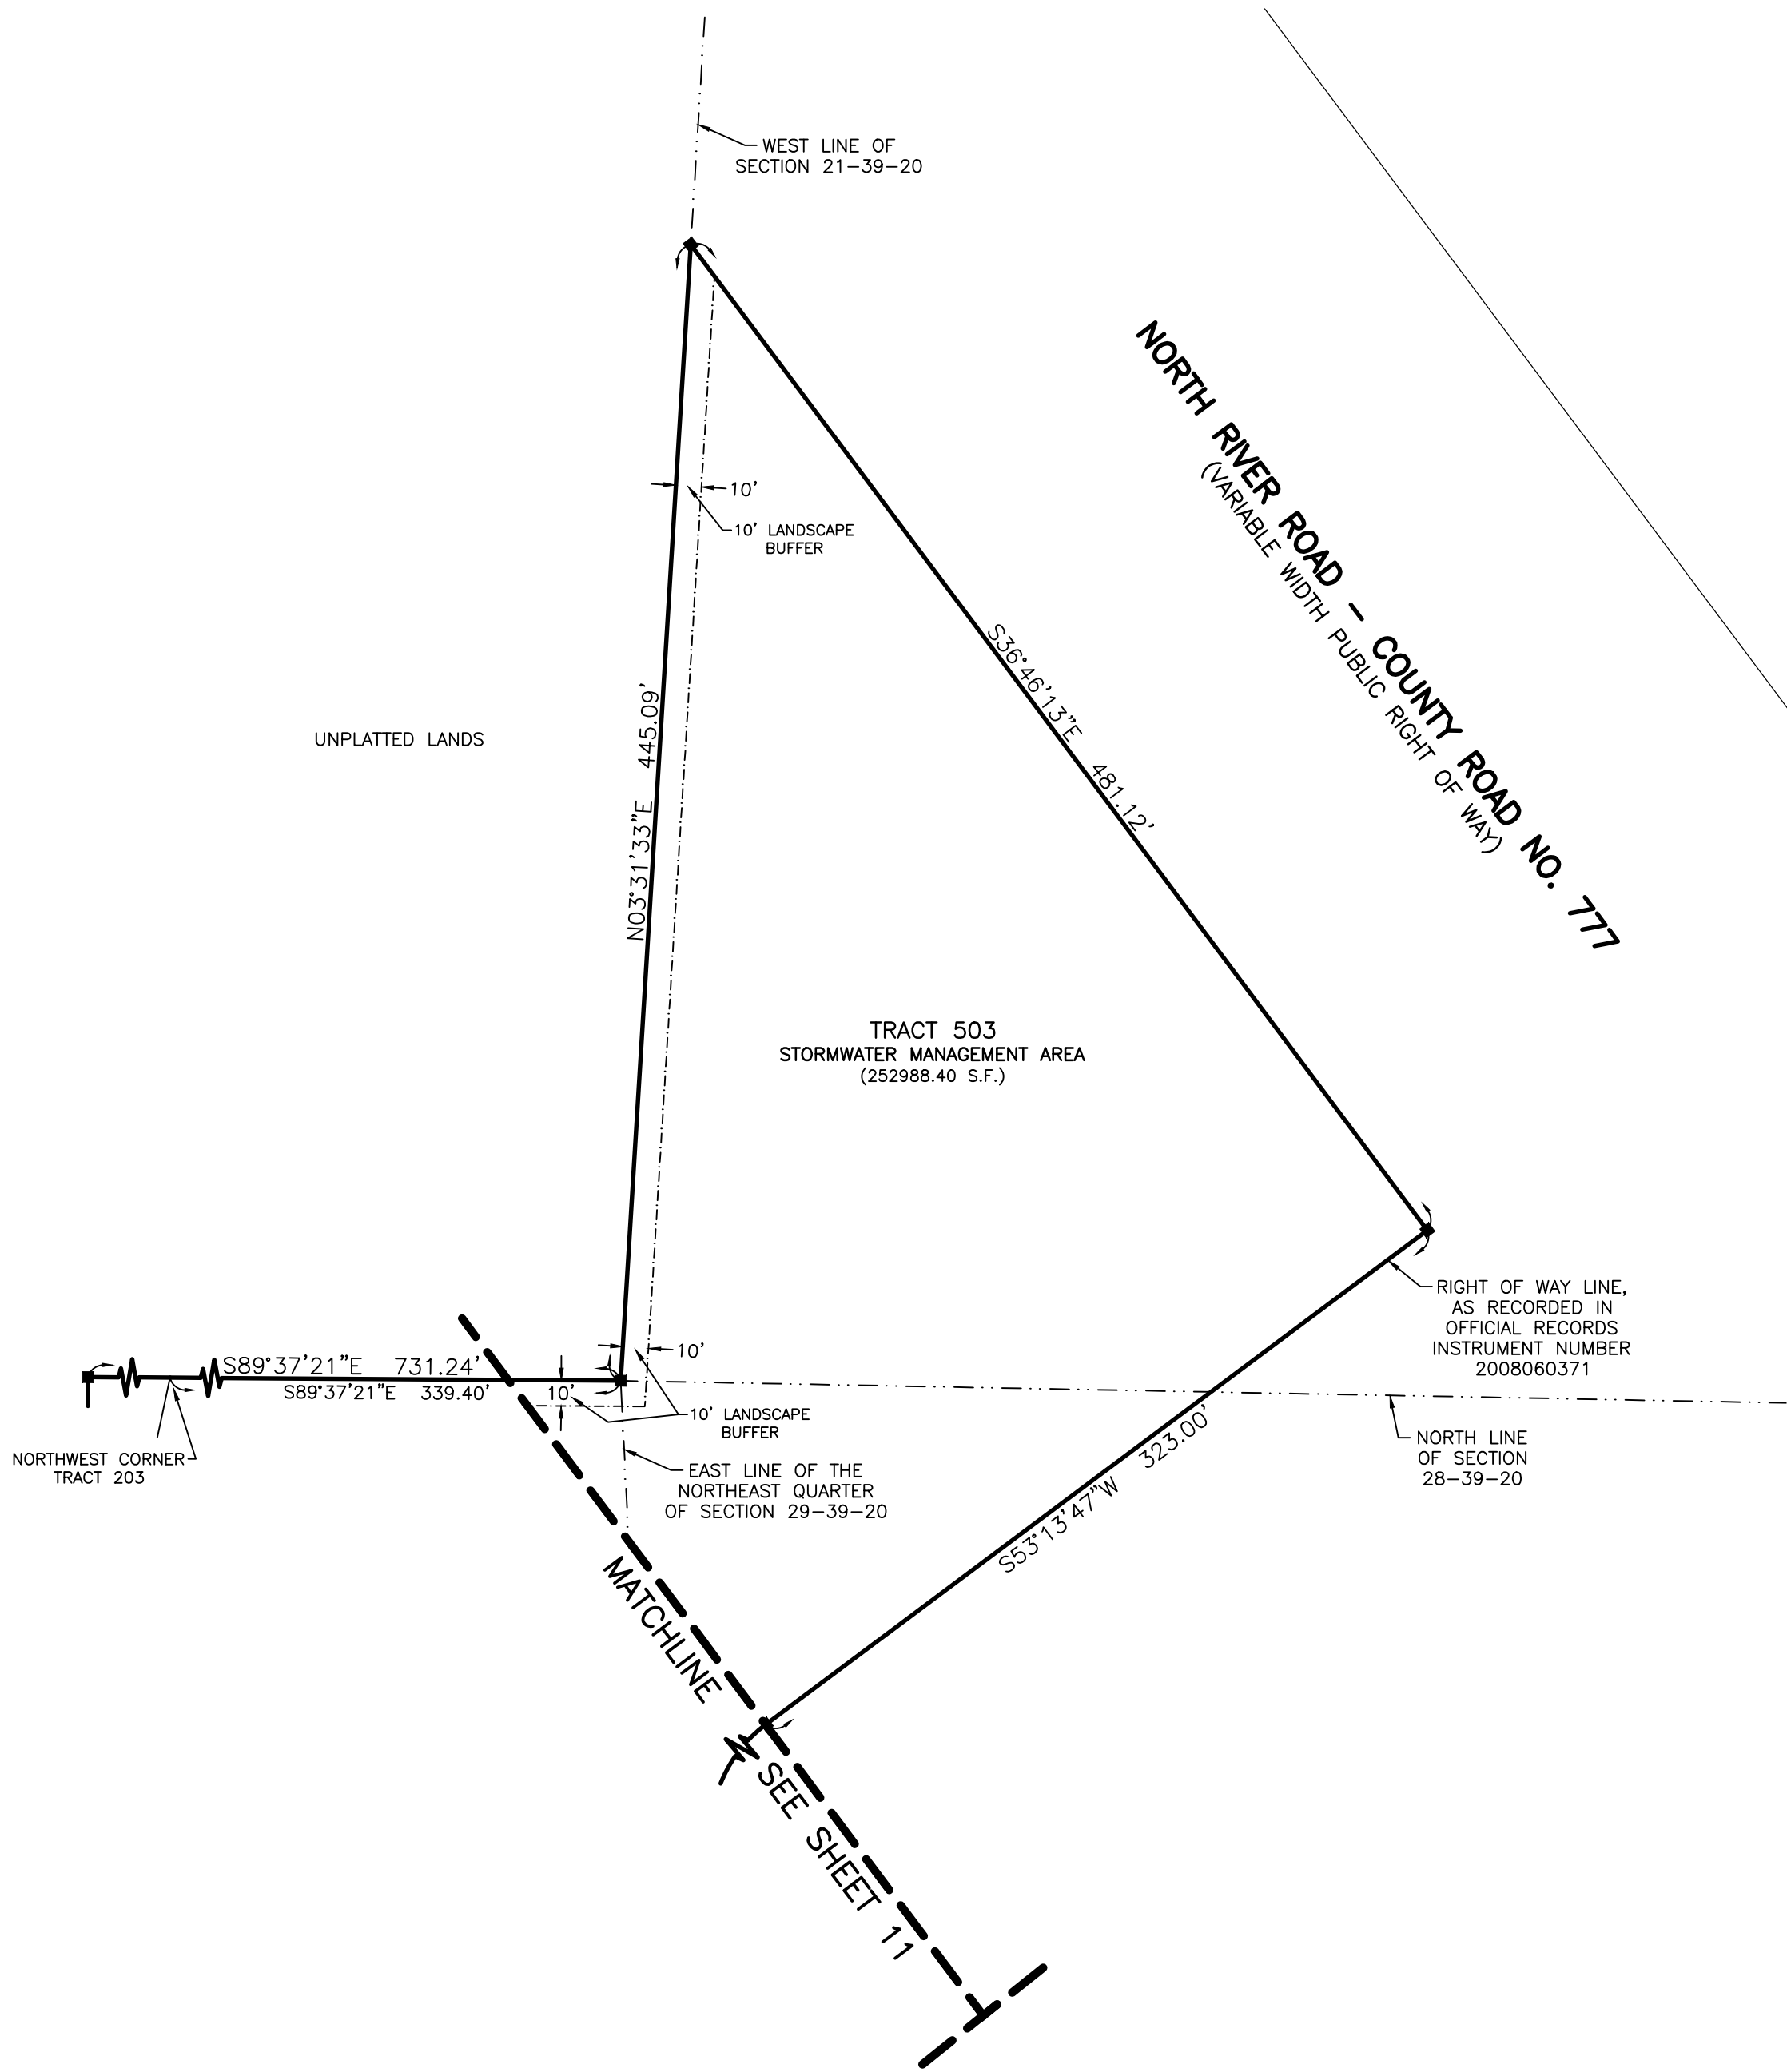 WEST LINE OF
SECTION 21-39-20
NORTH RIVER ROAD - COUNTY ROAD NO. 777
(VARIABLE WIDTH PUBLIC RIGHT OF WAY)
10'
10' LANDSCAPE
BUFFER
S36°46'13"E 481.12'
N03°31'33"E 445.09'
UNPLATTED LANDS
TRACT 503
STORMWATER MANAGEMENT AREA
(252988.40 S.F.)
RIGHT OF WAY LINE,
AS RECORDED IN
OFFICIAL RECORDS
INSTRUMENT NUMBER
2008060371
10'
S89°37'21"E 731.24'
S89°37'21"E 339.40'
10'
10' LANDSCAPE
BUFFER
NORTHWEST CORNER
TRACT 203
EAST LINE OF THE
NORTHEAST QUARTER
OF SECTION 29-39-20
NORTH LINE
OF SECTION
28-39-20
S53°13'47"W 323.00'
MATCHLINE SEE SHEET 11